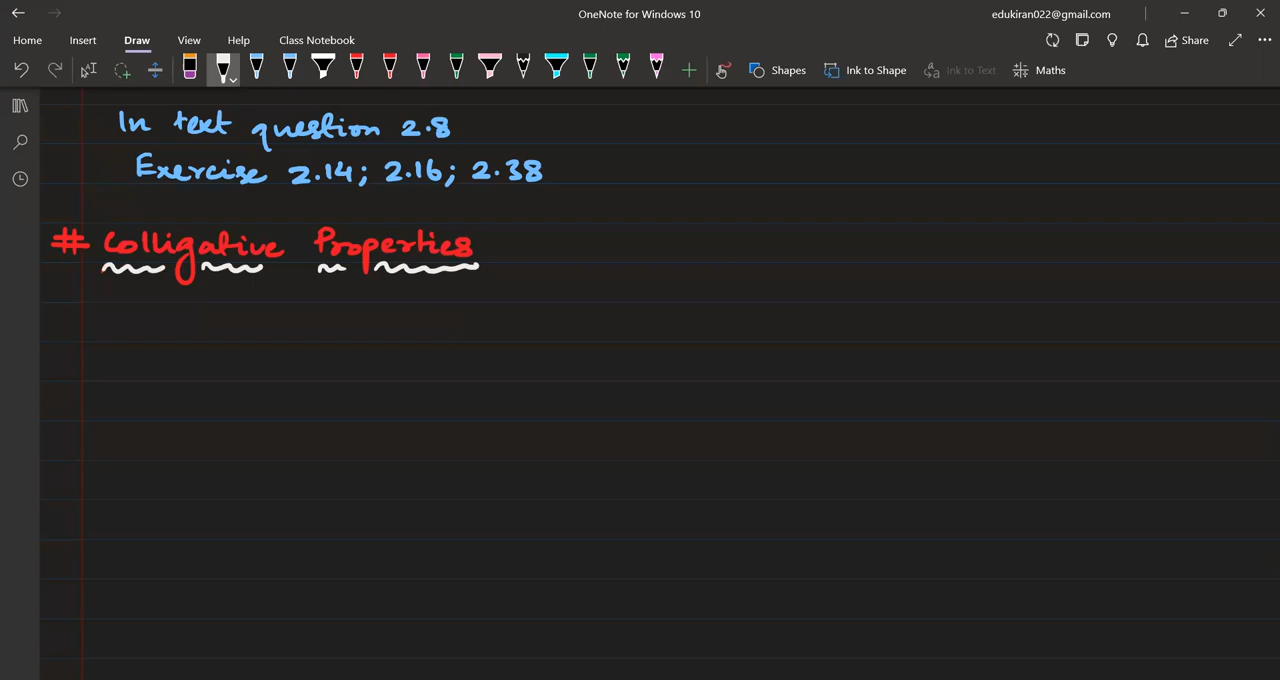 OneNote for Windows 10
edukiran022@gmail.com
Home Insert Draw View Help Class Notebook
Share
Shapes Ink to Shape Ink to Text Maths
In text question 2.8
Exercise 2.14; 2.16; 2.38
# Colligative Properties